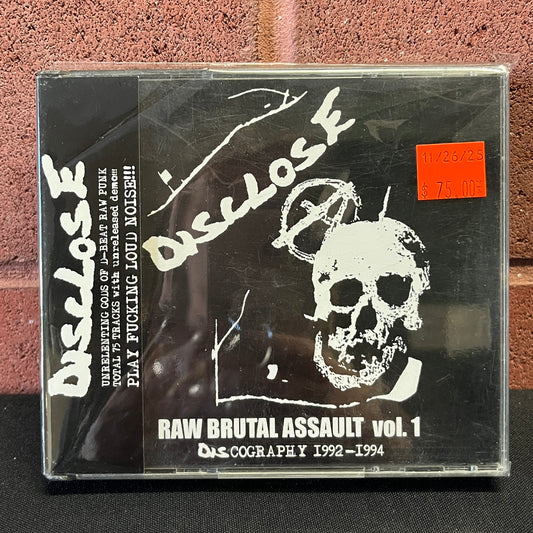 DISCLOSE
UNRELENTING GODS OF D-BEAT RAW PUNK
TOTAL 75 TRACKS with unreleased demo!!!
PLAY FUCKING LOUD NOISE!!!
DISCLOSE
11/26/25
$ 75.00
RAW BRUTAL ASSAULT vol. 1
DISCOGRAPHY 1992-1994